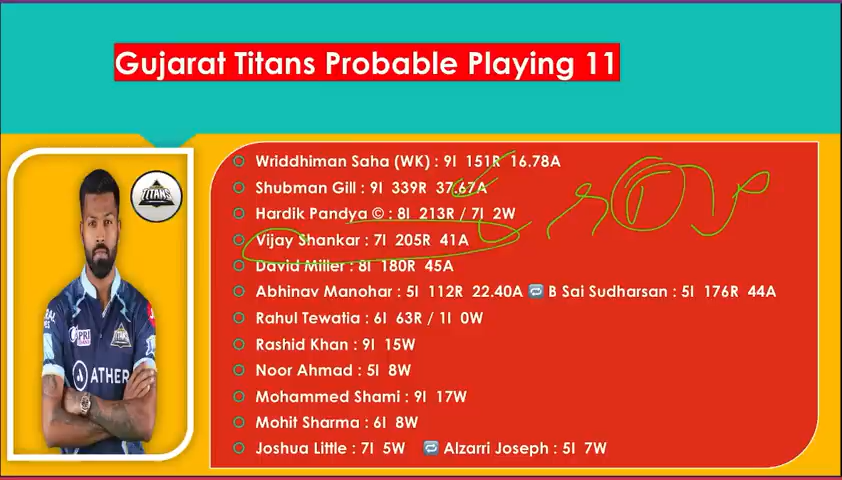 Gujarat Titans Probable Playing 11
Wriddhiman Saha (WK) : 9I 151R 16.78A
Shubman Gill : 9I 339R 37.67A
TITANS
Hardik Pandya © : 8I 213R / 7I 2W
Vijay Shankar : 7I 205R 41A
David Miller : 8I 180R 45A
Abhinav Manohar : 5I 112R 22.40A 🔁 B Sai Sudharsan : 5I 176R 44A
Rahul Tewatia : 6I 63R / 1I 0W
Rashid Khan : 9I 15W
Noor Ahmad : 5I 8W
ATHER
Mohammed Shami : 9I 17W
Mohit Sharma : 6I 8W
Joshua Little : 7I 5W 🔁 Alzarri Joseph : 5I 7W